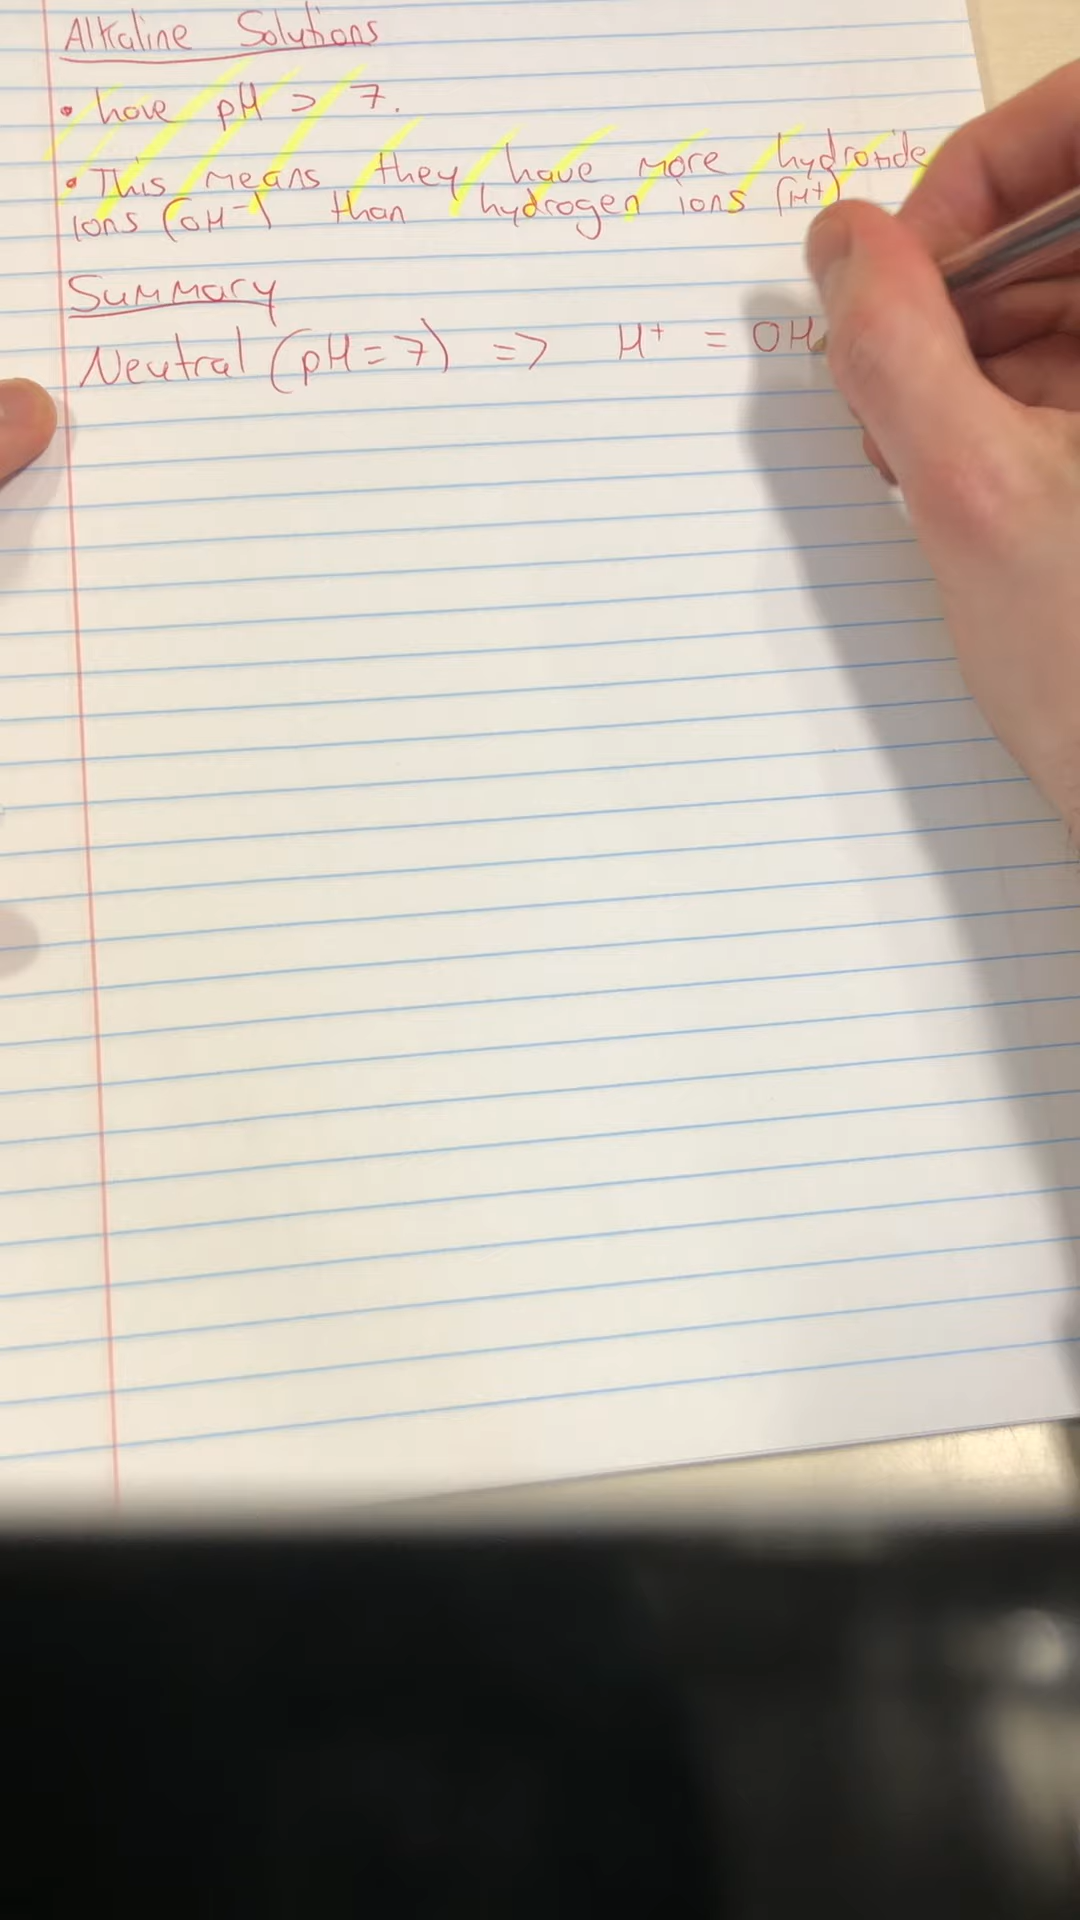 Alkaline Solutions
• have pH > 7.
• This means they have more hydroxide
ions (OH⁻) than hydrogen ions (H⁺)
Summary
Neutral (pH = 7) => H⁺ = OH